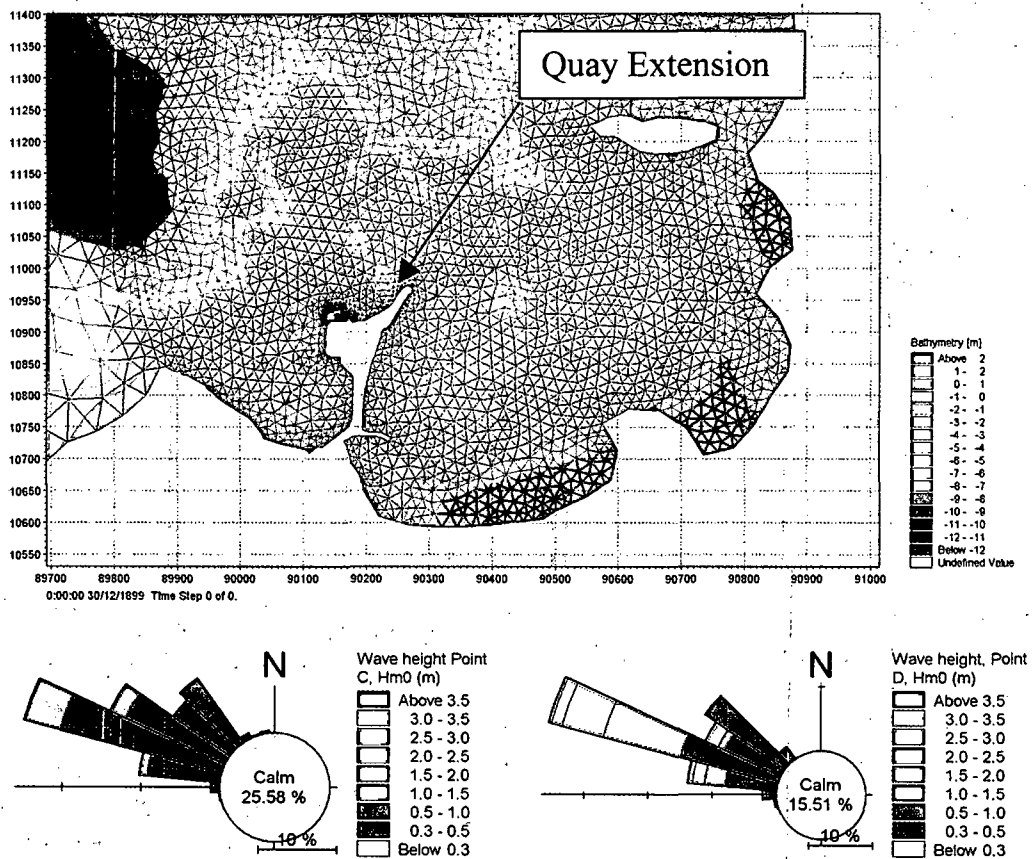 Quay Extension
11400
11350
11300
11250
11200
11150
11100
11050
11000
10950
10900
10850
10800
10750
10700
10650
10600
10550
89700 89800 89900 90000 90100 90200 90300 90400 90500 90600 90700 90800 90900 91000
0:00:00 30/12/1899 Time Step 0 of 0.
Bathymetry [m]
Above 2
1 - 2
0 - 1
-1 - 0
-2 - -1
-3 - -2
-4 - -3
-5 - -4
-6 - -5
-7 - -6
-8 - -7
-9 - -8
-10 - -9
-11 - -10
-12 - -11
Below -12
Undefined Value
N
Calm
25.58 %
10 %
Wave height Point
C, Hm0 (m)
Above 3.5
3.0 - 3.5
2.5 - 3.0
2.0 - 2.5
1.5 - 2.0
1.0 - 1.5
0.5 - 1.0
0.3 - 0.5
Below 0.3
N
Calm
15.51 %
10 %
Wave height, Point
D, Hm0 (m)
Above 3.5
3.0 - 3.5
2.5 - 3.0
2.0 - 2.5
1.5 - 2.0
1.0 - 1.5
0.5 - 1.0
0.3 - 0.5
Below 0.3